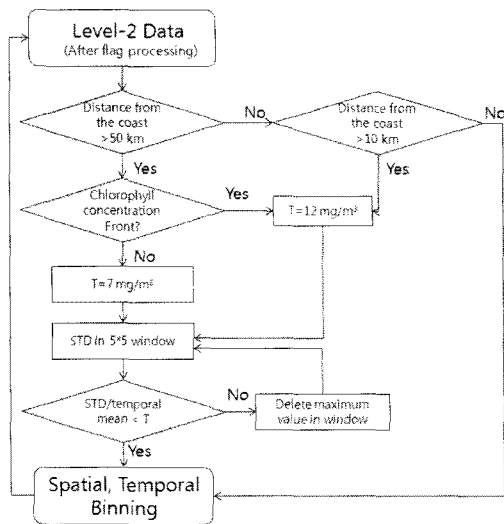 Level-2 Data
(After flag processing)
Distance from
the coast
>50 km
No
Distance from
the coast
>10 km
No
Yes
Yes
Chlorophyll
concentration
Front?
Yes
T=12 mg/m³
No
T=7 mg/m³
STD in 5*5 window
STD/temporal
mean < T
No
Delete maximum
value in window
Yes
Spatial, Temporal
Binning